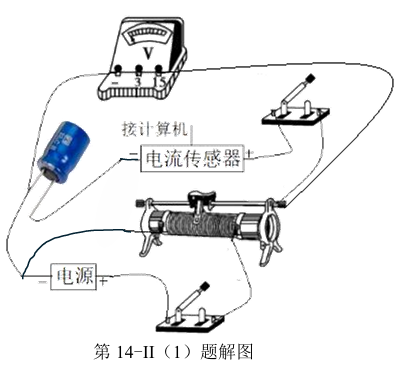 V
− 3 15
接计算机
− 电流传感器 +
− 电源 +
第 14-II（1）题解图